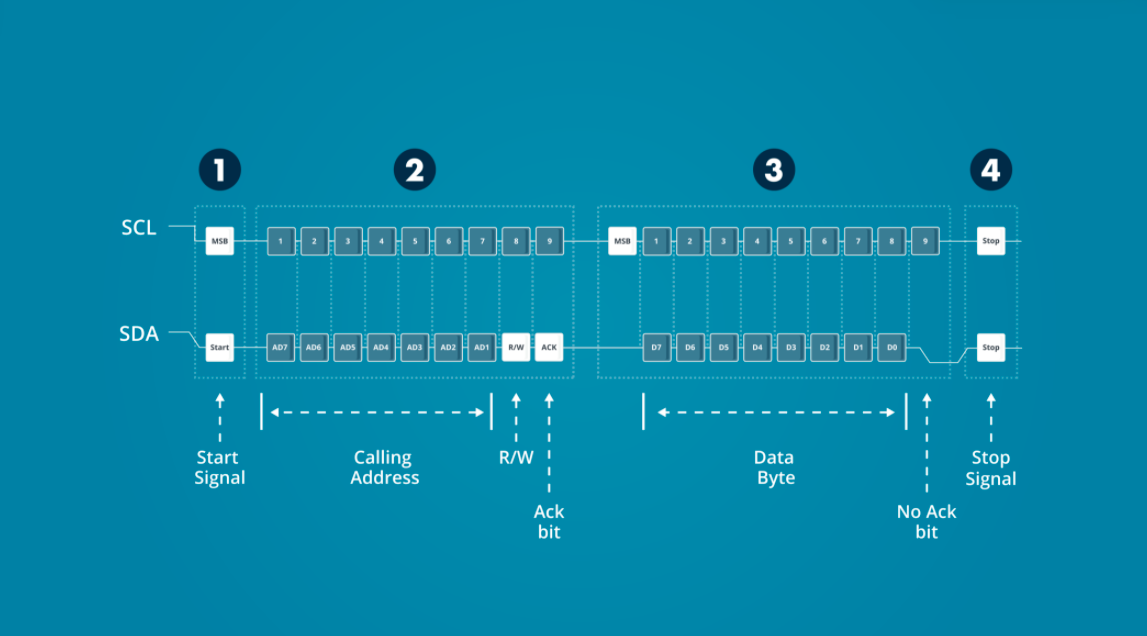 1 2 3 4
SCL MSB 1 2 3 4 5 6 7 8 9 MSB 1 2 3 4 5 6 7 8 9 Stop
SDA Start AD7 AD6 AD5 AD4 AD3 AD2 AD1 R/W ACK D7 D6 D5 D4 D3 D2 D1 D0 Stop
Start
Signal
Calling
Address
R/W
Ack
bit
Data
Byte
No Ack
bit
Stop
Signal